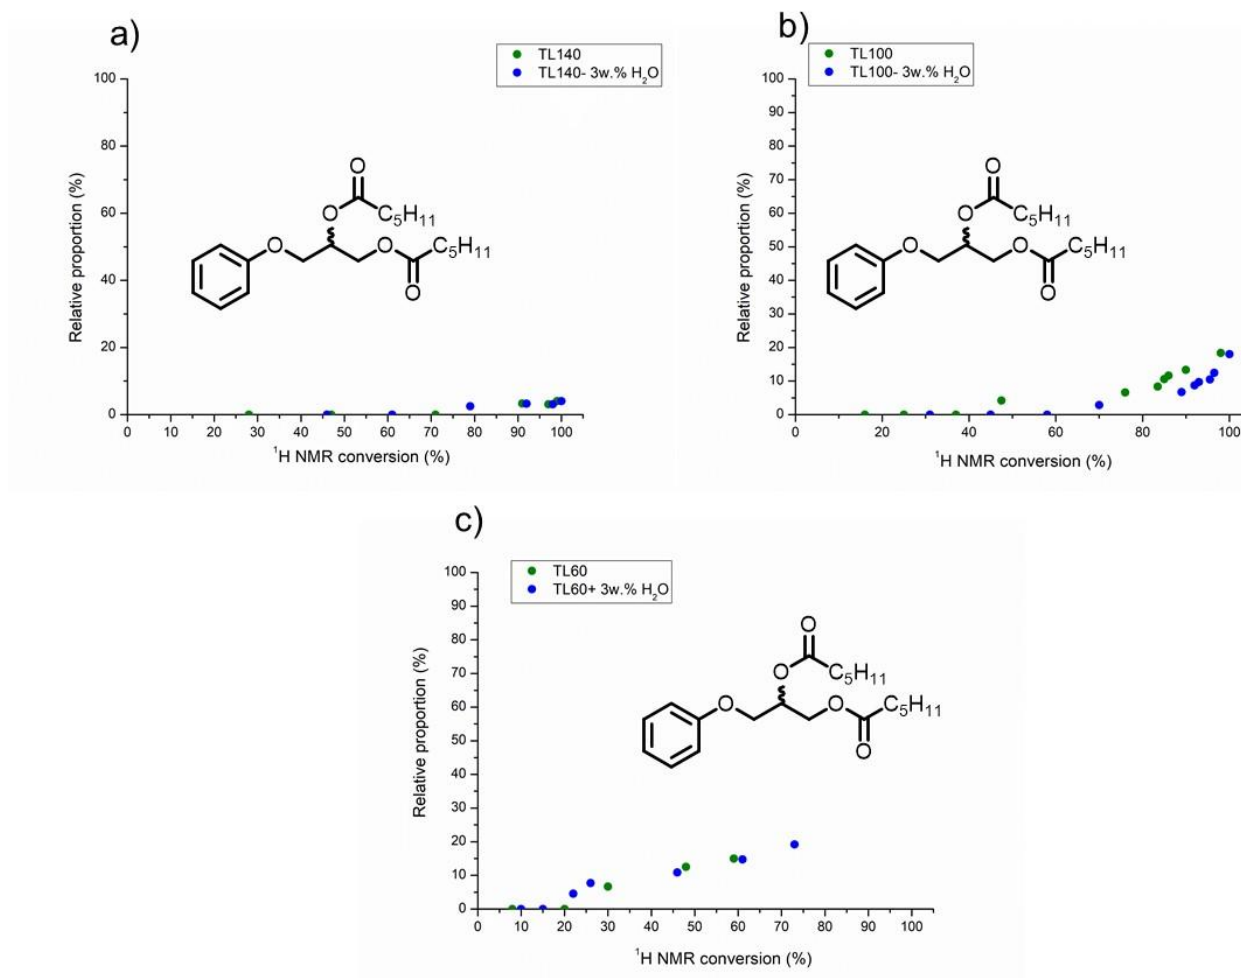 a)
TL140
TL140- 3w.% H₂O
100
80
60
40
20
0
Relative proportion (%)
O
O
C₅H₁₁
O
O
C₅H₁₁
O
0 10 20 30 40 50 60 70 80 90 100
¹H NMR conversion (%)
b)
TL100
TL100- 3w.% H₂O
100
90
80
70
60
50
40
30
20
10
0
Relative proportion (%)
O
O
C₅H₁₁
O
O
C₅H₁₁
O
0 20 40 60 80 100
¹H NMR conversion (%)
c)
TL60
TL60+ 3w.% H₂O
100
90
80
70
60
50
40
30
20
10
0
Relative proportion (%)
O
O
C₅H₁₁
O
O
C₅H₁₁
O
0 10 20 30 40 50 60 70 80 90 100
¹H NMR conversion (%)